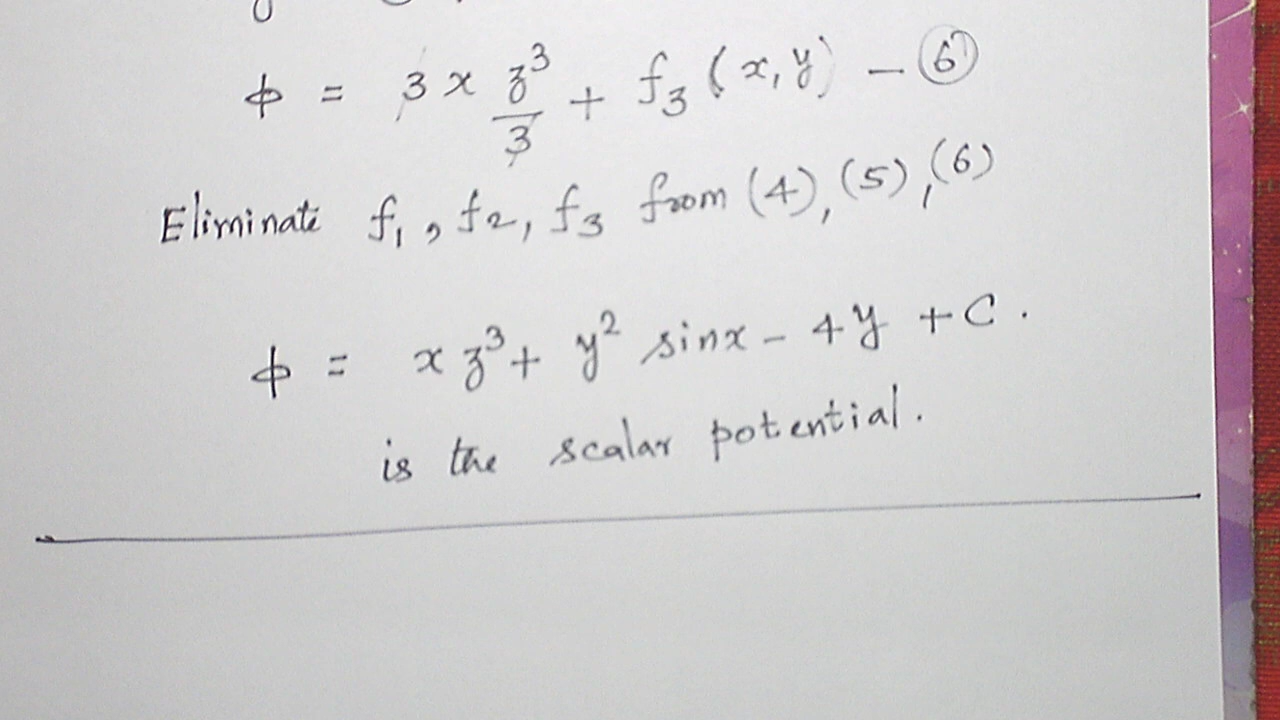 ϕ = 3x z³/3 + f₃(x,y) — ⑥
Eliminate f₁, f₂, f₃ from (4), (5), (6)
ϕ = xz³ + y² sinx - 4y + C.
is the scalar potential.